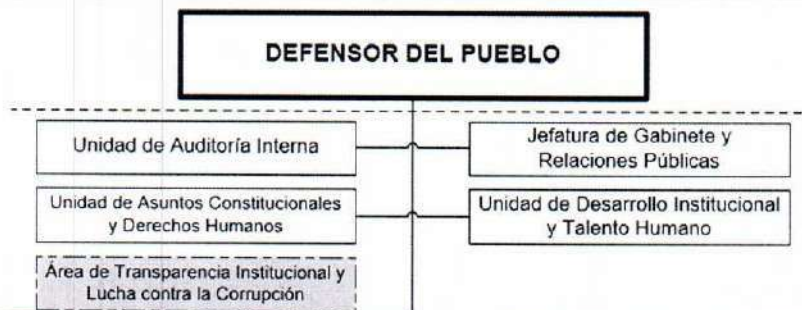 DEFENSOR DEL PUEBLO
Unidad de Auditoría Interna
Jefatura de Gabinete y
Relaciones Públicas
Unidad de Asuntos Constitucionales
y Derechos Humanos
Unidad de Desarrollo Institucional
y Talento Humano
Área de Transparencia Institucional y
Lucha contra la Corrupción